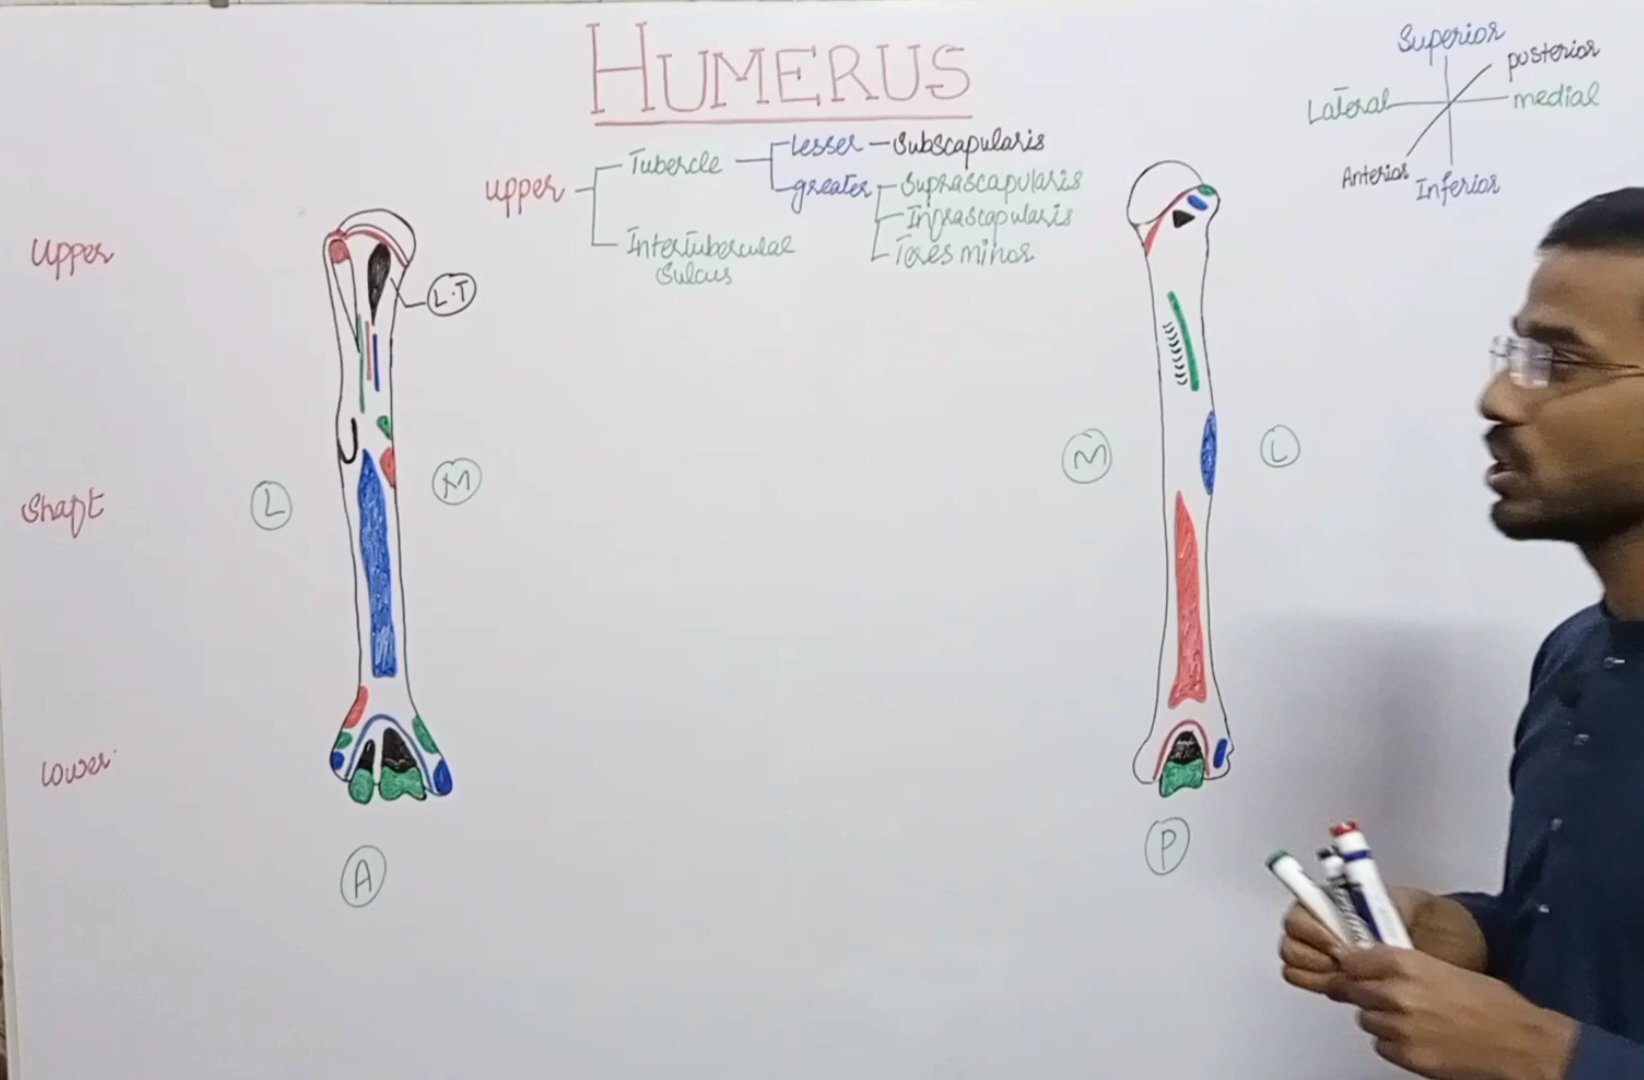 HUMERUS
Superior
posterior
Lateral
medial
Anterior
Inferior
upper
Tubercle
Lesser
Subscapularis
greater
Suprascapularis
Infrascapularis
Teres minor
Intertubercular
Sulcus
Upper
L.T
Shaft
L
M
M
L
Lower
A
P